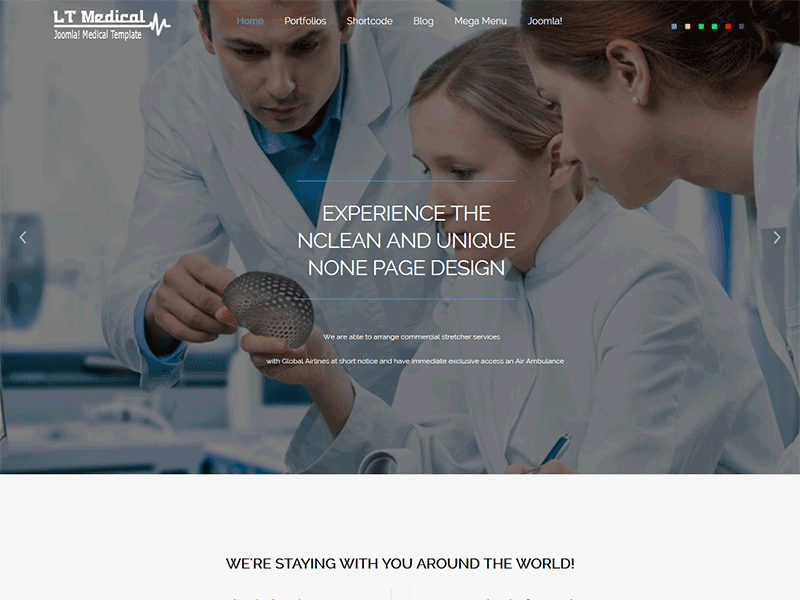 LT Medical
Joomla! Medical Template
Home Portfolios Shortcode Blog Mega Menu Joomla!
EXPERIENCE THE
NCLEAN AND UNIQUE
NONE PAGE DESIGN
We are able to arrange commercial stretcher services
with Global Airlines at short notice and have immediate exclusive access an Air Ambulance
WE'RE STAYING WITH YOU AROUND THE WORLD!